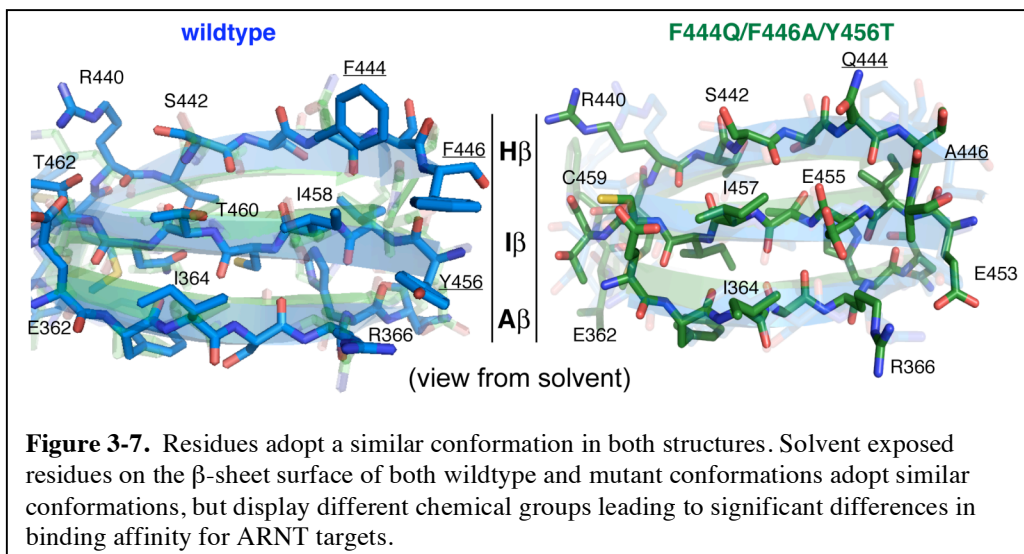 wildtype
F444Q/F446A/Y456T
R440
S442
F444
T462
F446
T460
I458
I364
Y456
E362
R366
Hβ
Iβ
Aβ
Q444
R440
S442
A446
C459
I457
E455
I364
E453
E362
R366
(view from solvent)
Figure 3-7. Residues adopt a similar conformation in both structures. Solvent exposed
residues on the β-sheet surface of both wildtype and mutant conformations adopt similar
conformations, but display different chemical groups leading to significant differences in
binding affinity for ARNT targets.